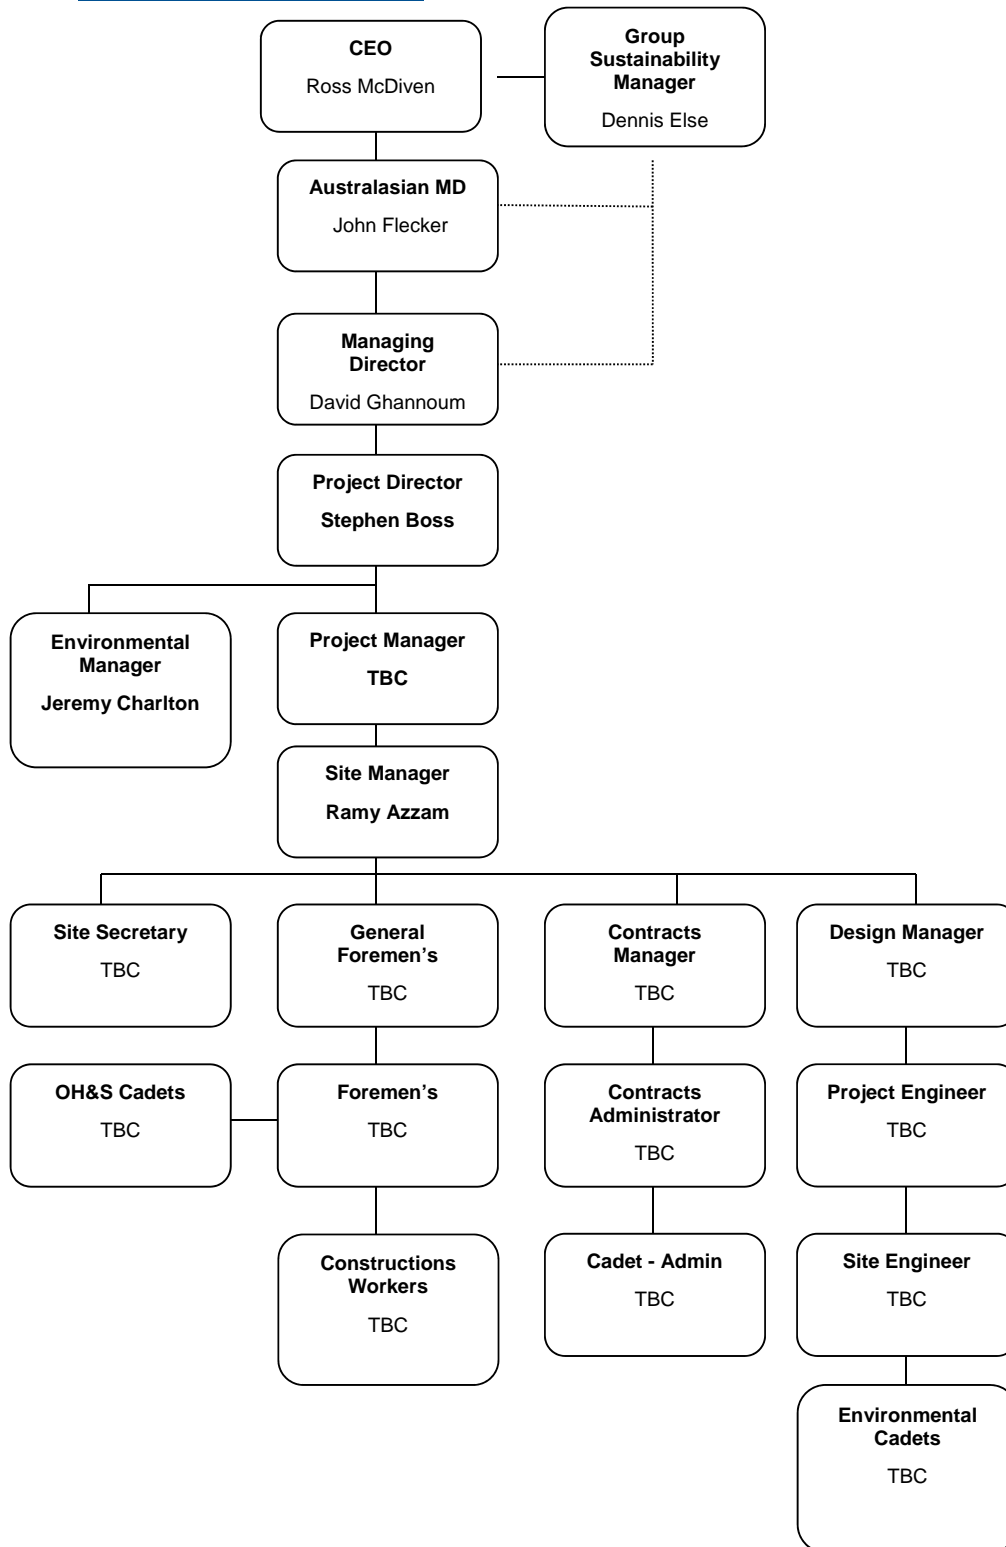 CEO
Ross McDiven
Group
Sustainability
Manager
Dennis Else
Australasian MD
John Flecker
Managing
Director
David Ghannoum
Project Director
Stephen Boss
Environmental
Manager
Jeremy Charlton
Project Manager
TBC
Site Manager
Ramy Azzam
Site Secretary
TBC
General
Foremen's
TBC
Contracts
Manager
TBC
Design Manager
TBC
OH&S Cadets
TBC
Foremen's
TBC
Contracts
Administrator
TBC
Project Engineer
TBC
Constructions
Workers
TBC
Cadet - Admin
TBC
Site Engineer
TBC
Environmental
Cadets
TBC